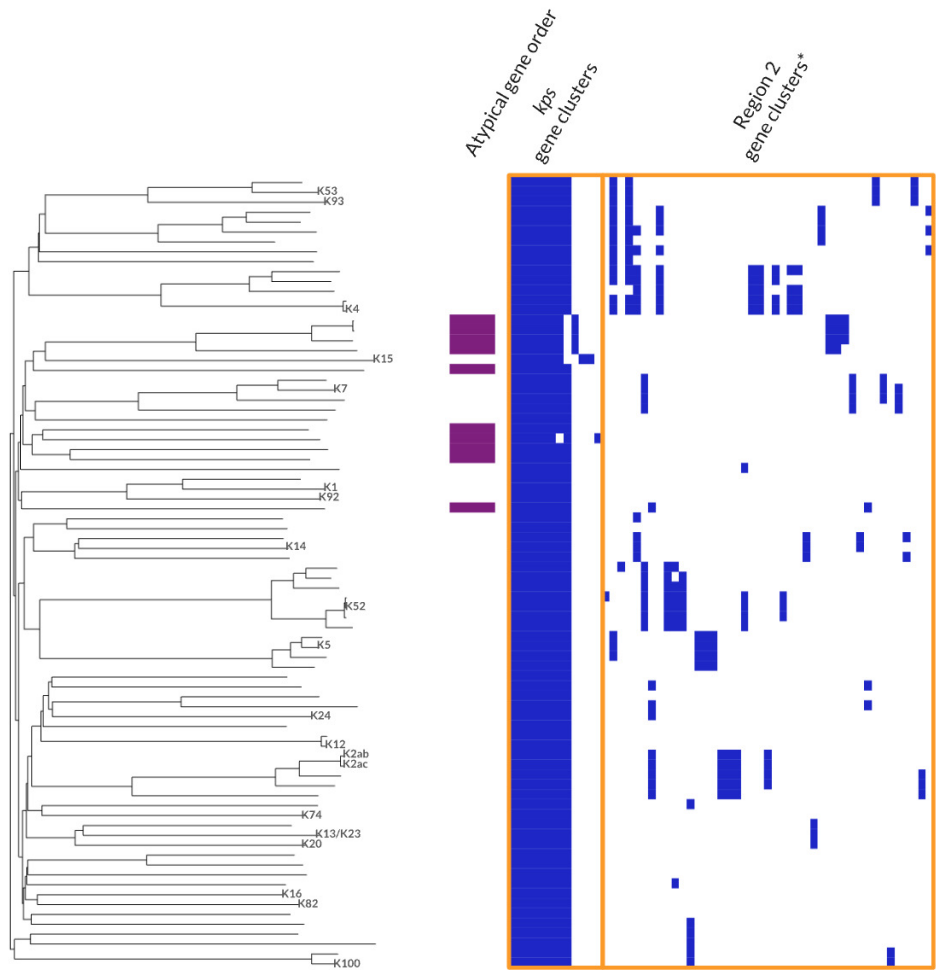 Atypical gene order
kps
gene clusters
Region 2
gene clusters*
K53
K93
K4
K15
K7
K1
K92
K14
K52
K5
K24
K12
K2ab
K2ac
K74
K13/K23
K20
K16
K82
K100